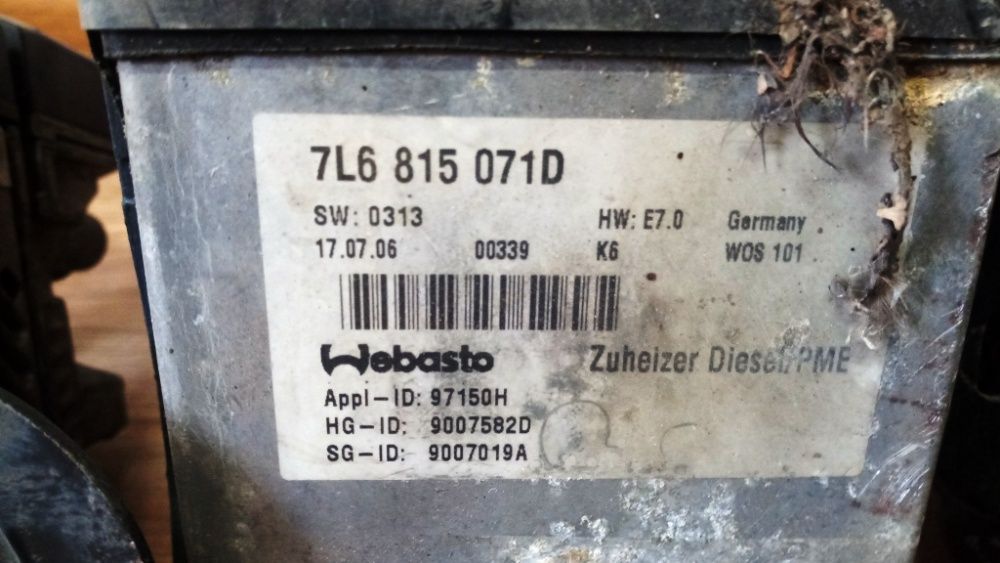 7L6 815 071D
SW: 0313 HW: E7.0 Germany
17.07.06 00339 K6 WOS 101
Webasto Zuheizer Diesel/PME
Appl-ID: 97150H
HG-ID: 9007582D
SG-ID: 9007019A